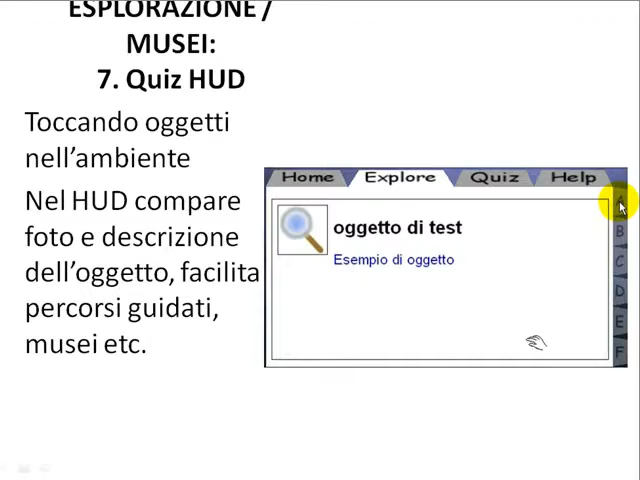 ESPLORAZIONE /
MUSEI:
7. Quiz HUD
Toccando oggetti
nell’ambiente
Nel HUD compare
foto e descrizione
dell’oggetto, facilita
percorsi guidati,
musei etc.
Home Explore Quiz Help
oggetto di test
Esempio di oggetto
A
B
C
D
E
F